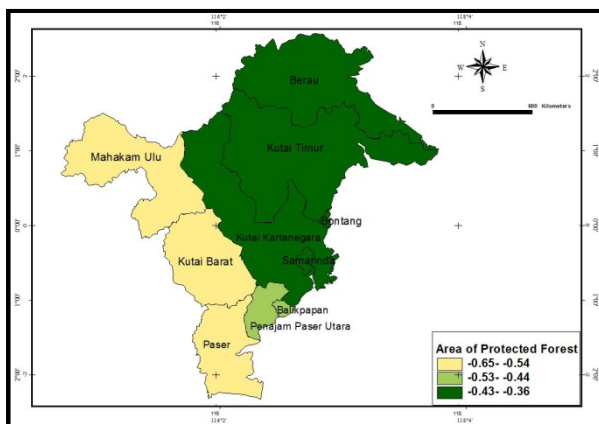 N
W E
S
0 600 Kilometers
Berau
Mahakam Ulu
Kutai Timur
Bontang
Kutai Kartanegara
Samarinda
Kutai Barat
Balikpapan
Penajam Paser Utara
Paser
Area of Protected Forest
-0.65- -0.54
-0.53- -0.44
-0.43- -0.36